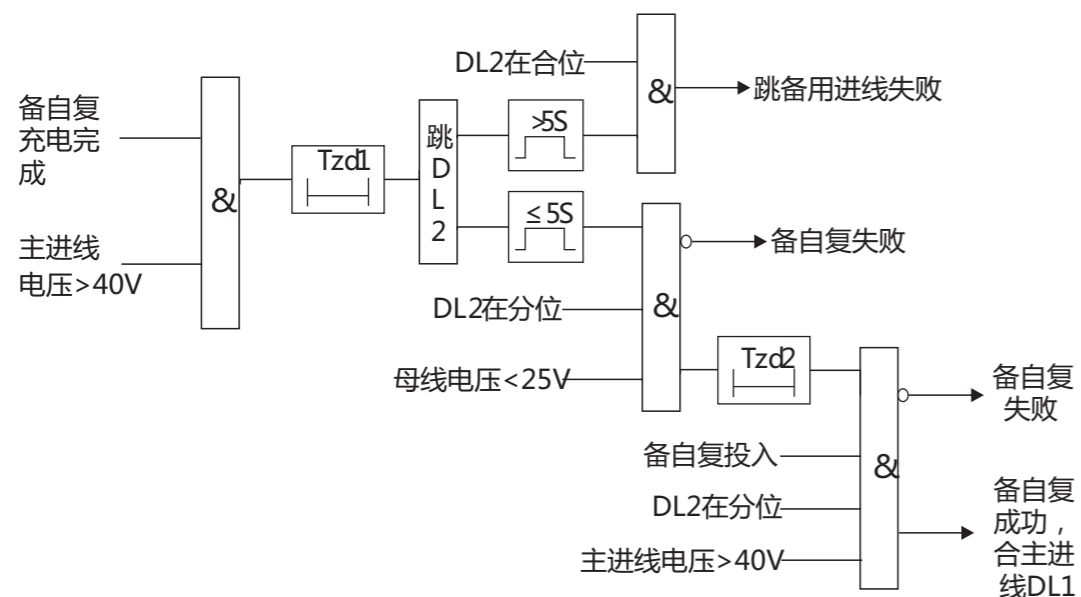 DL2在合位
&
跳备用进线失败
备自复
充电完
成
>5S
跳
D
L
2
Tzd1
&
≤5S
主进线
电压>40V
备自复失败
DL2在分位
&
母线电压<25V
Tzd2
备自复
失败
备自复投入
&
DL2在分位
备自复
成功，
合主进
线DL1
主进线电压>40V